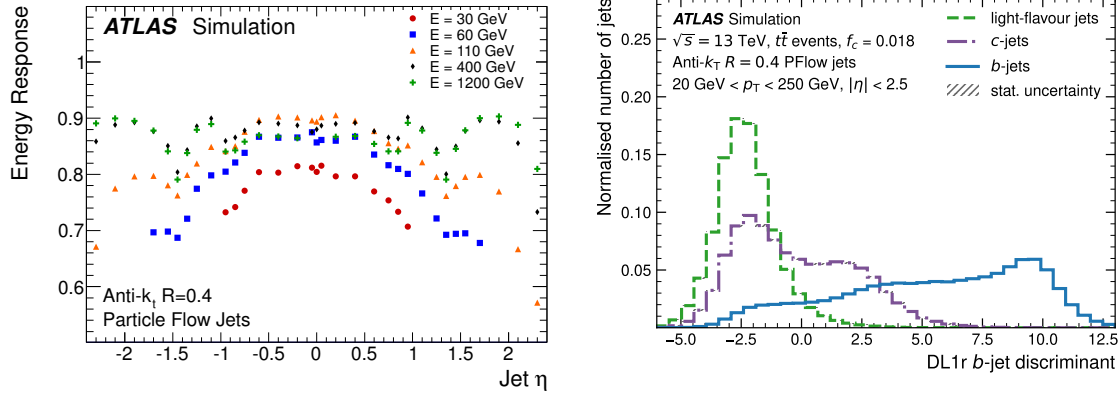 ATLAS Simulation
E = 30 GeV
E = 60 GeV
E = 110 GeV
E = 400 GeV
E = 1200 GeV
Energy Response
1
0.9
0.8
0.7
0.6
Anti-kt R=0.4
Particle Flow Jets
-2 -1.5 -1 -0.5 0 0.5 1 1.5 2
Jet η
ATLAS Simulation
√s = 13 TeV, tt̄ events, fc = 0.018
Anti-kT R = 0.4 PFlow jets
20 GeV < pT < 250 GeV, |η| < 2.5
light-flavour jets
c-jets
b-jets
stat. uncertainty
Normalised number of jets
0.25
0.20
0.15
0.10
0.05
−5.0 −2.5 0.0 2.5 5.0 7.5 10.0 12.5
DL1r b-jet discriminant